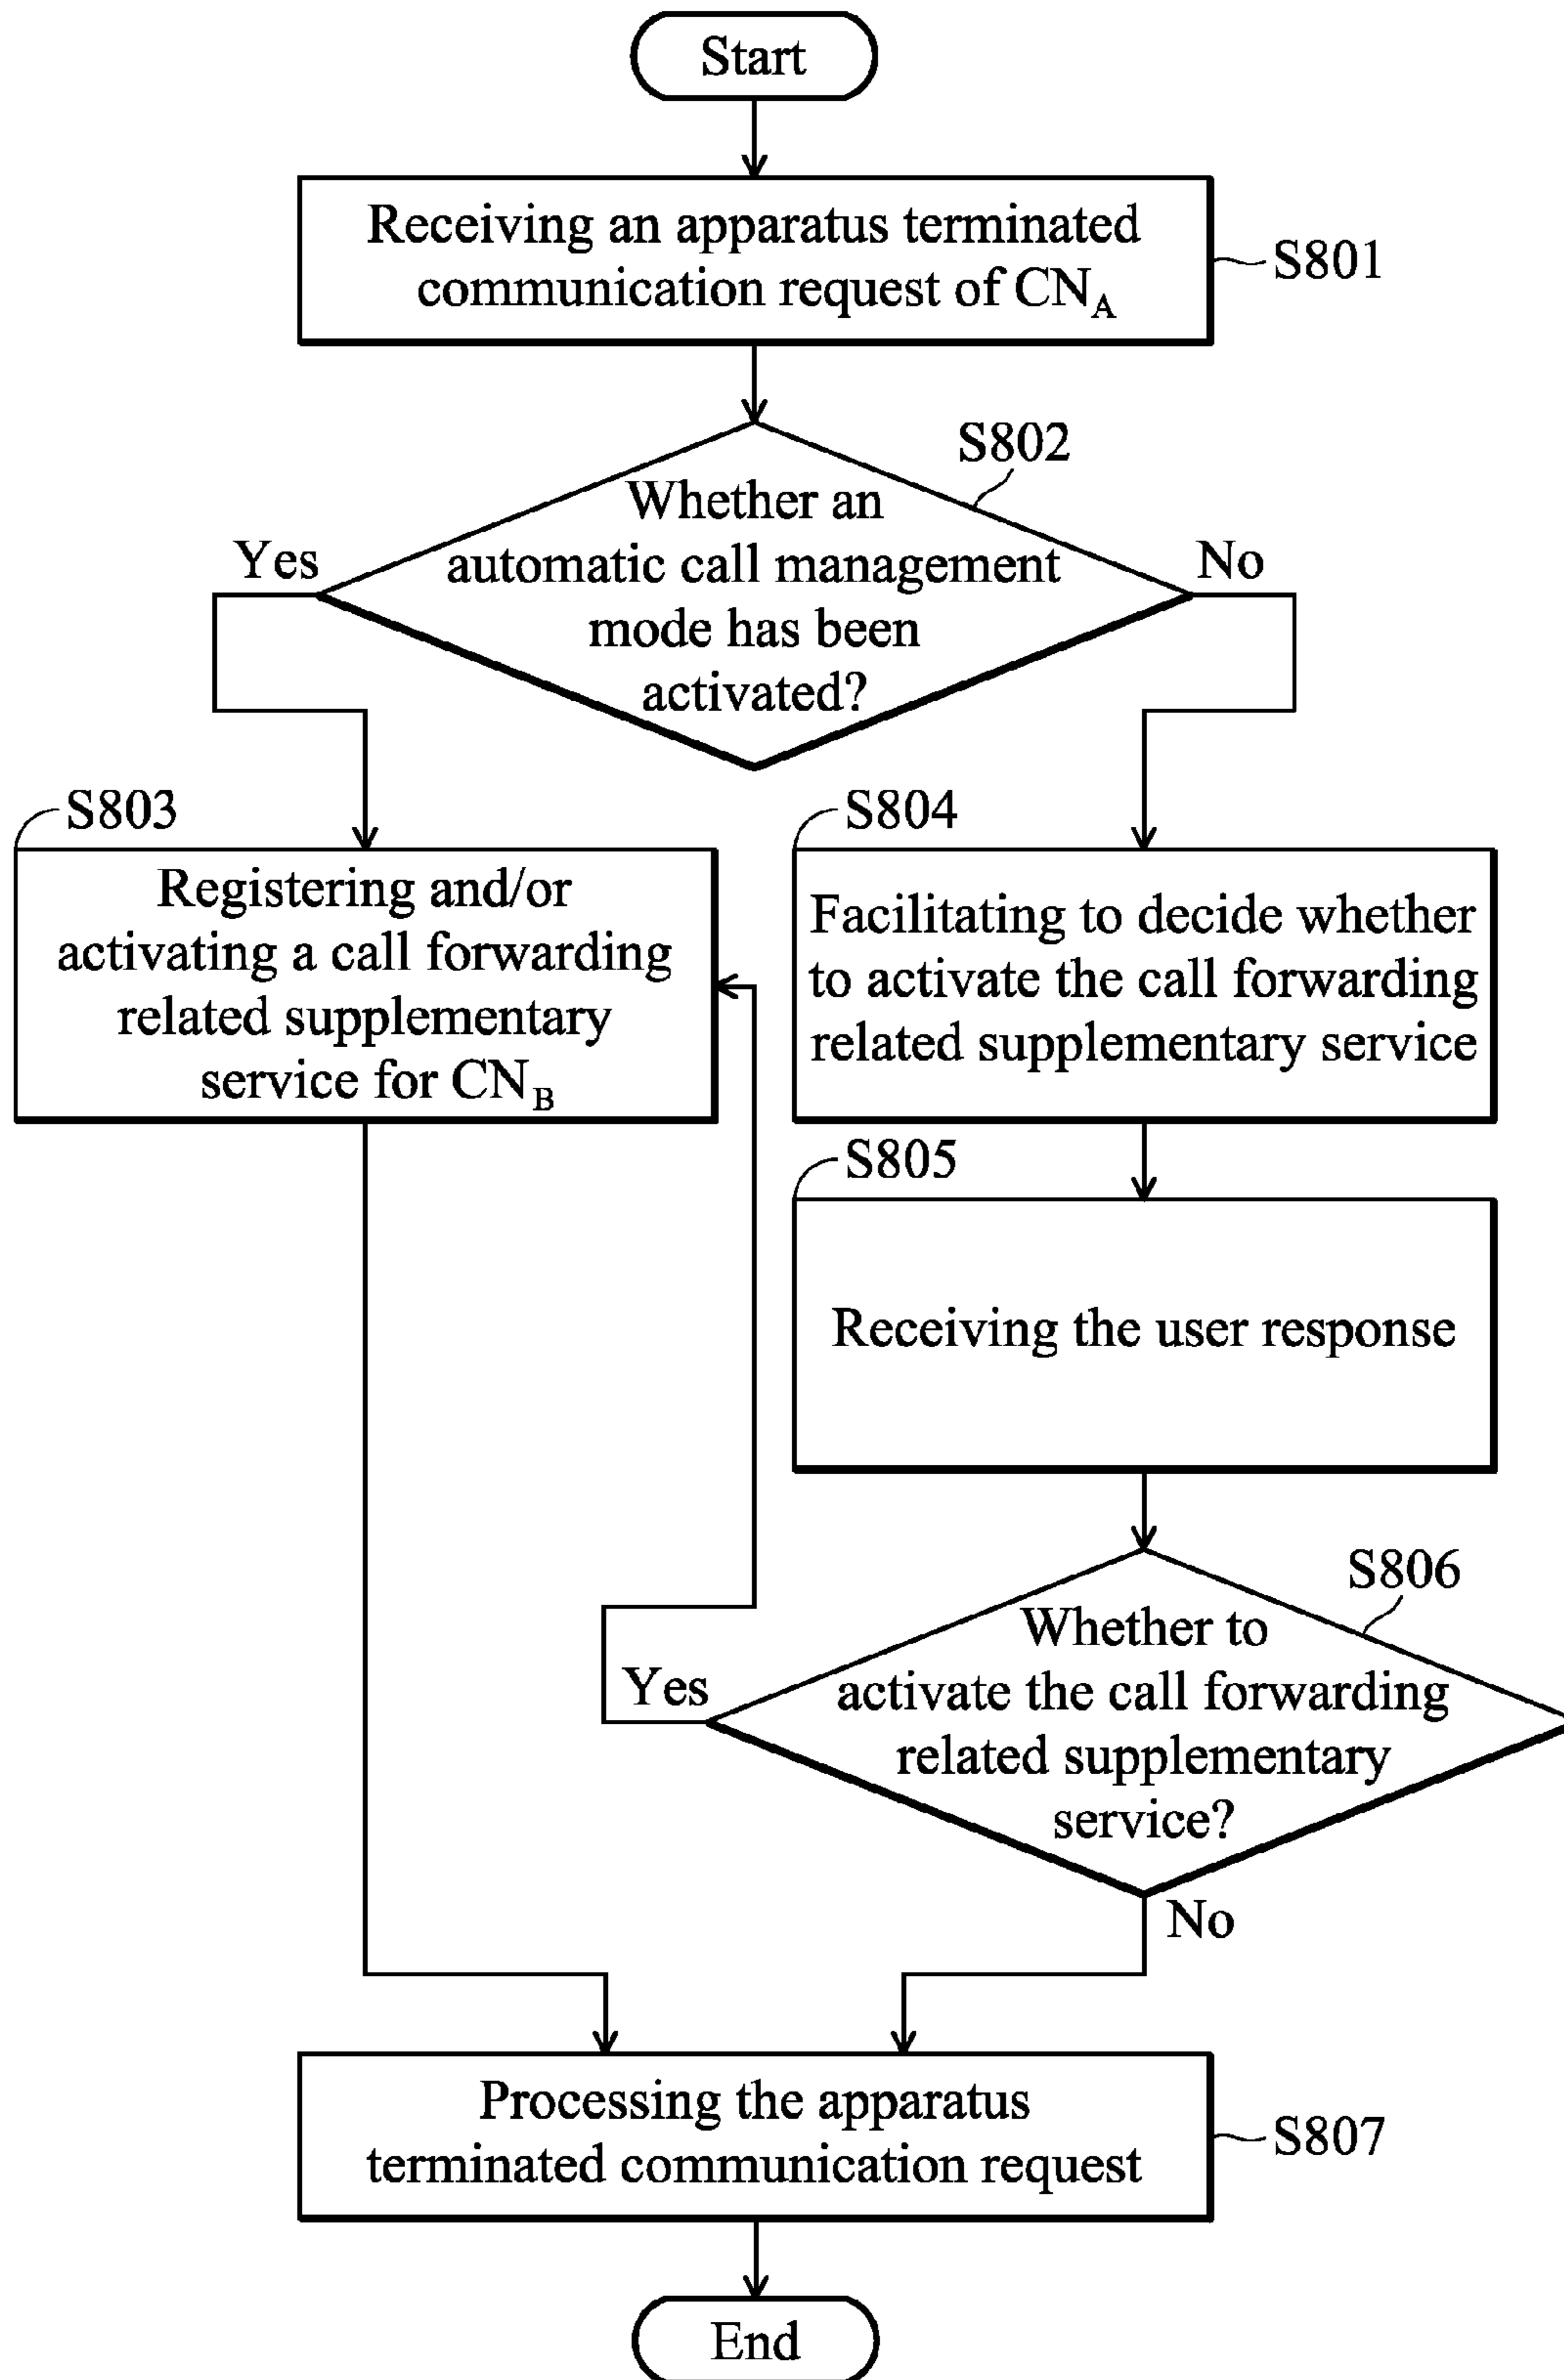 Start
Receiving an apparatus terminated
communication request of CN_A
S801
S802
Whether an
automatic call management
mode has been
activated?
Yes
No
S803
Registering and/or
activating a call forwarding
related supplementary
service for CN_B
S804
Facilitating to decide whether
to activate the call forwarding
related supplementary service
S805
Receiving the user response
S806
Whether to
activate the call forwarding
related supplementary
service?
Yes
No
Processing the apparatus
terminated communication request
S807
End